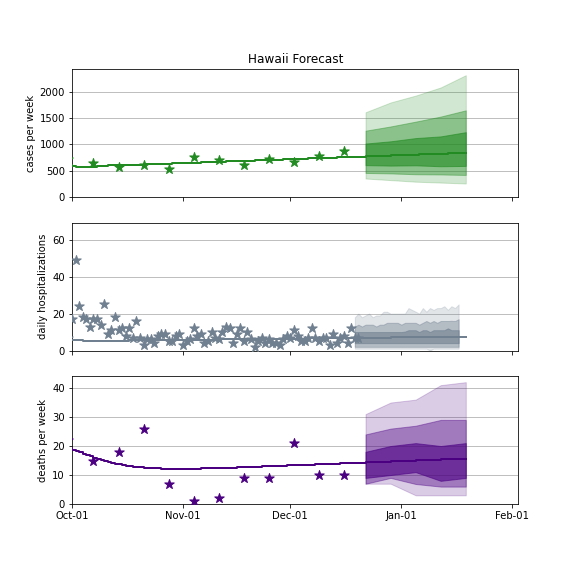 Hawaii Forecast
cases per week
2000
1500
1000
500
0
daily hospitalizations
60
40
20
0
deaths per week
40
30
20
10
0
Oct-01 Nov-01 Dec-01 Jan-01 Feb-01